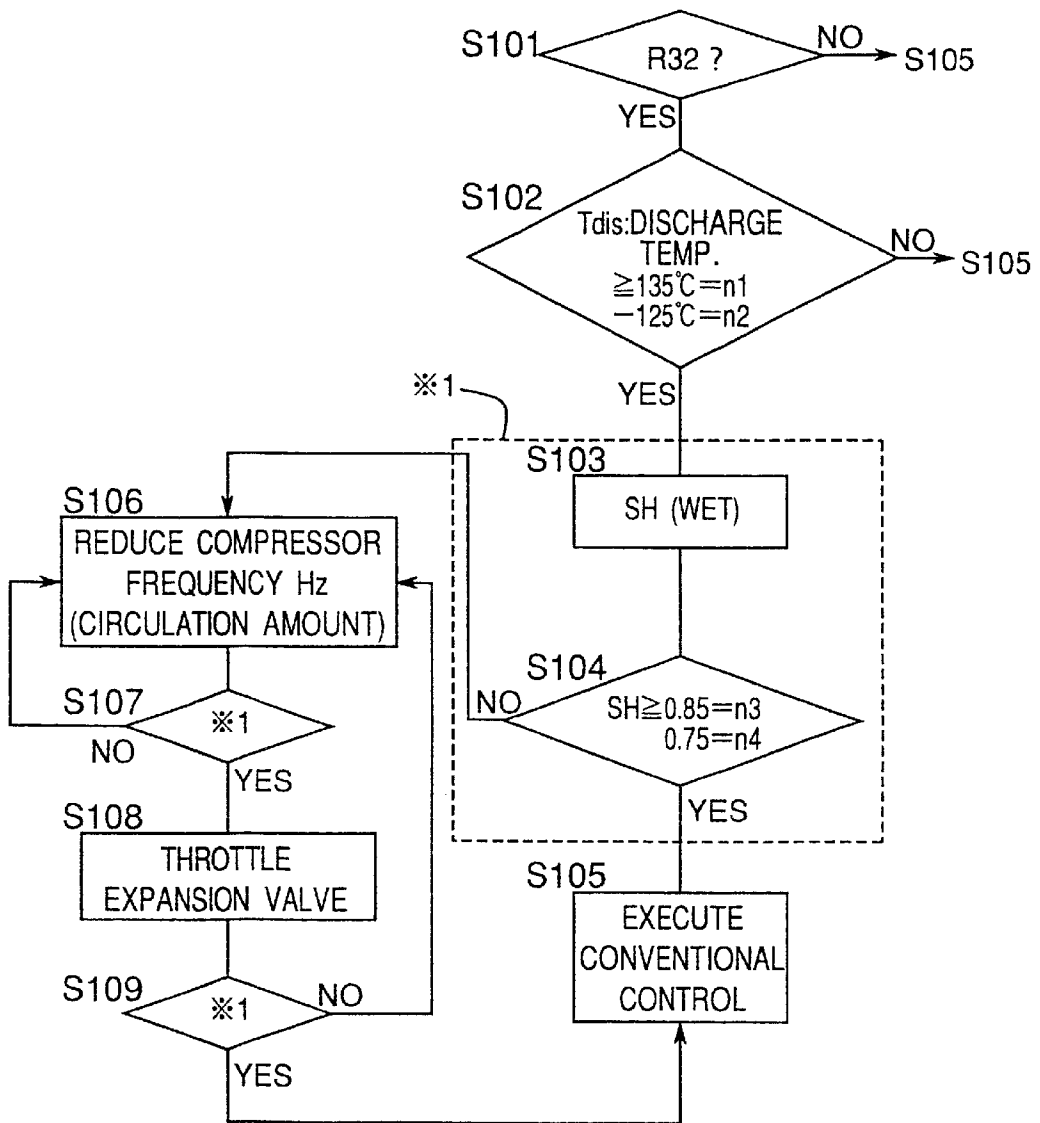 S101
R32 ?
NO
S105
YES
S102
Tdis:DISCHARGE
TEMP.
≧135℃=n1
−125℃=n2
NO
S105
YES
※1
S103
SH (WET)
S104
SH≧0.85=n3
0.75=n4
NO
YES
S105
EXECUTE
CONVENTIONAL
CONTROL
S106
REDUCE COMPRESSOR
FREQUENCY Hz
(CIRCULATION AMOUNT)
S107
※1
NO
YES
S108
THROTTLE
EXPANSION VALVE
S109
※1
NO
YES